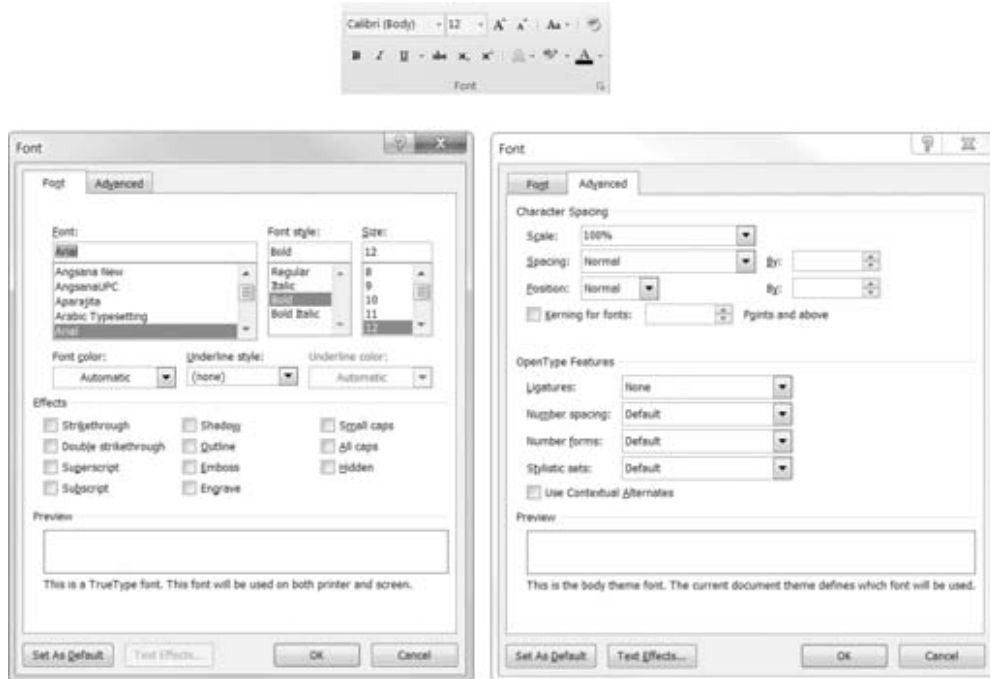 Calibri (Body) 12 A A Aa
B I U abc x, x A
Font
Font
Font Advanced
Font: Font style: Size:
Arial Bold 12
Angsana New Regular 8
AngsanaUPC Italic 9
Aparajita Bold 10
Arabic Typesetting Bold Italic 11
Arial 12
Font color: Underline style: Underline color:
Automatic (none) Automatic
Effects
Strikethrough Shadow Small caps
Double strikethrough Outline All caps
Superscript Emboss Hidden
Subscript Engrave
Preview
This is a TrueType font. This font will be used on both printer and screen.
Set As Default Text Effects... OK Cancel
Font
Font Advanced
Character Spacing
Scale: 100%
Spacing: Normal By:
Position: Normal By:
Kerning for fonts: Points and above
OpenType Features
Ligatures: None
Number spacing: Default
Number forms: Default
Stylistic sets: Default
Use Contextual Alternates
Preview
This is the body theme font. The current document theme defines which font will be used.
Set As Default Text Effects... OK Cancel